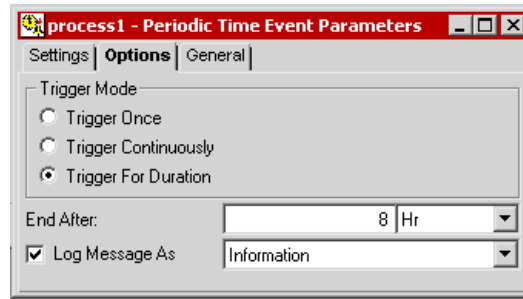 process1 - Periodic Time Event Parameters
Settings Options General
Trigger Mode
Trigger Once
Trigger Continuously
Trigger For Duration
End After: 8 Hr
Log Message As Information